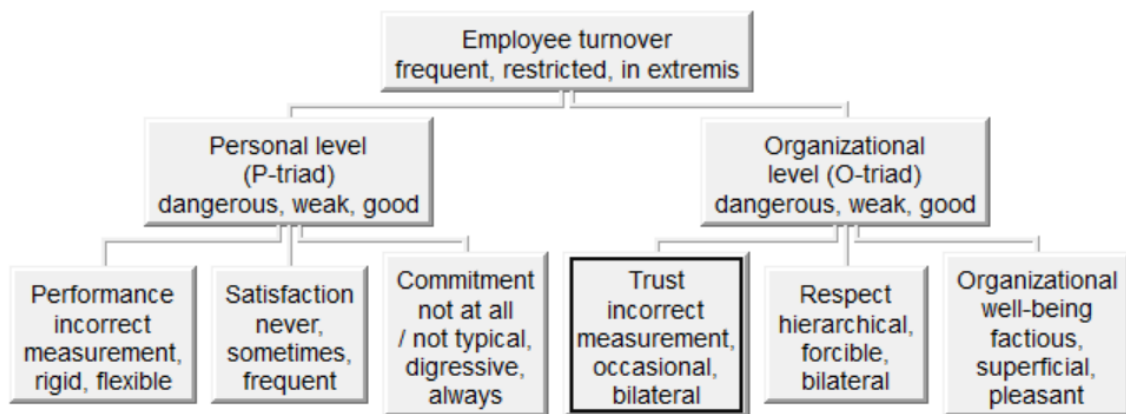 Employee turnover
frequent, restricted, in extremis
Personal level
(P-triad)
dangerous, weak, good
Organizational
level (O-triad)
dangerous, weak, good
Performance
incorrect
measurement,
rigid, flexible
Satisfaction
never,
sometimes,
frequent
Commitment
not at all
/ not typical,
digressive,
always
Trust
incorrect
measurement,
occasional,
bilateral
Respect
hierarchical,
forcible,
bilateral
Organizational
well-being
factious,
superficial,
pleasant